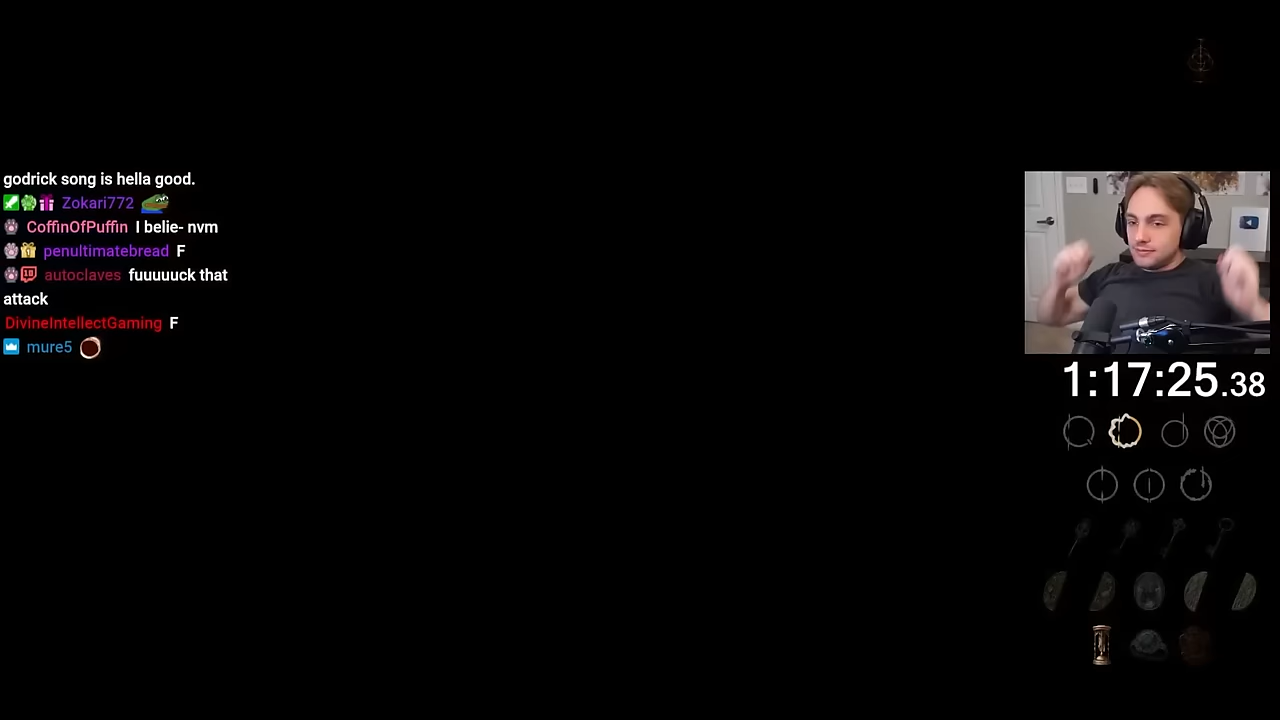 godrick song is hella good.
Zokari772
CoffinOfPuffin I belie- nvm
penultimatebread F
autoclaves fuuuuuck that
attack
DivineIntellectGaming F
mure5
1:17:25.38